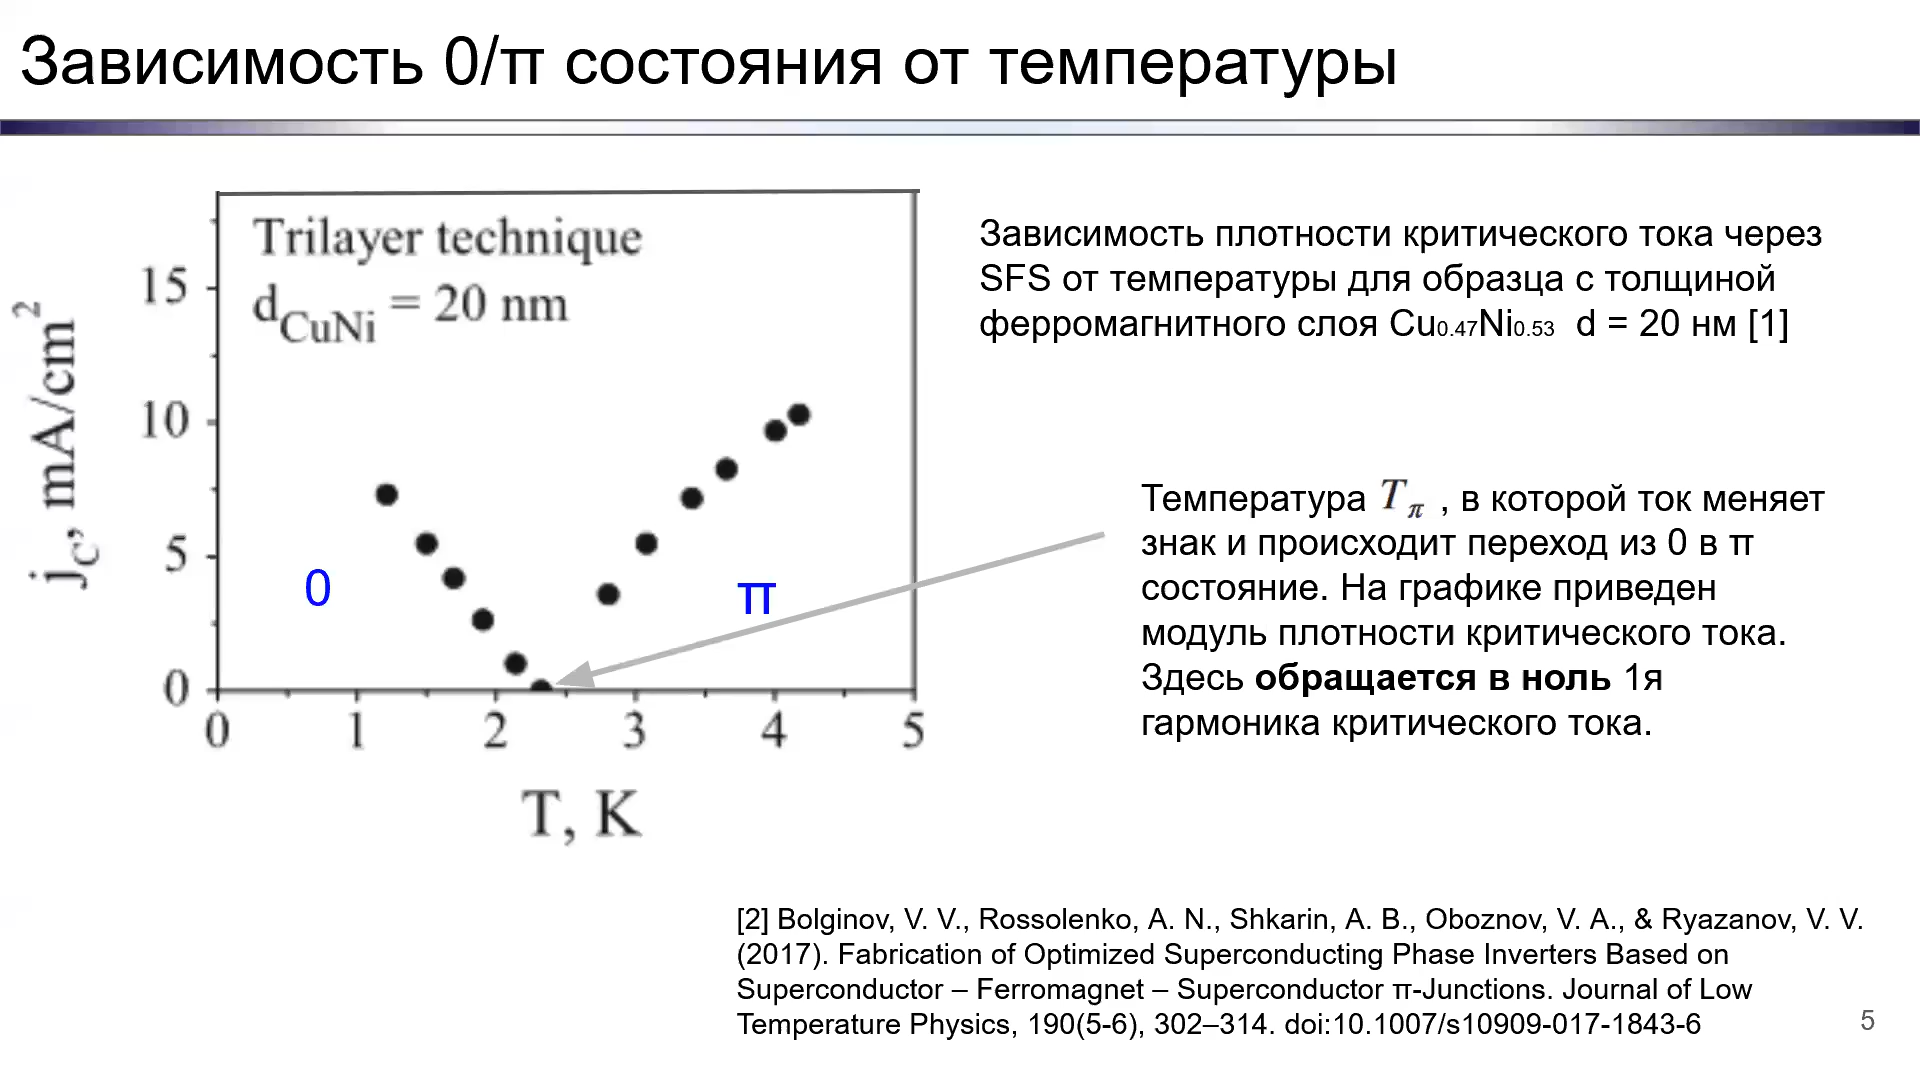 Зависимость 0/π состояния от температуры
Trilayer technique
d_CuNi = 20 nm
j_C, mA/cm²
15
10
5
0
0
π
0 1 2 3 4 5
T, K
Зависимость плотности критического тока через
SFS от температуры для образца с толщиной
ферромагнитного слоя Cu0.47Ni0.53 d = 20 нм [1]
Температура T_π , в которой ток меняет
знак и происходит переход из 0 в π
состояние. На графике приведен
модуль плотности критического тока.
Здесь обращается в ноль 1я
гармоника критического тока.
[2] Bolginov, V. V., Rossolenko, A. N., Shkarin, A. B., Oboznov, V. A., & Ryazanov, V. V.
(2017). Fabrication of Optimized Superconducting Phase Inverters Based on
Superconductor – Ferromagnet – Superconductor π-Junctions. Journal of Low
Temperature Physics, 190(5-6), 302–314. doi:10.1007/s10909-017-1843-6
5